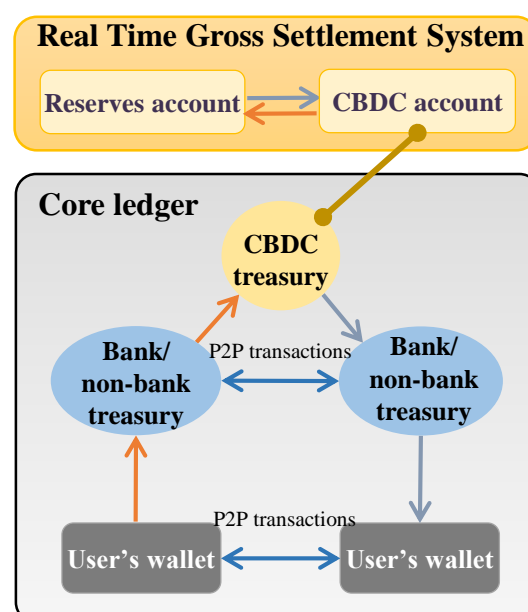 Real Time Gross Settlement System
Reserves account
CBDC account
Core ledger
CBDC
treasury
P2P transactions
Bank/
non-bank
treasury
Bank/
non-bank
treasury
P2P transactions
User's wallet
User's wallet